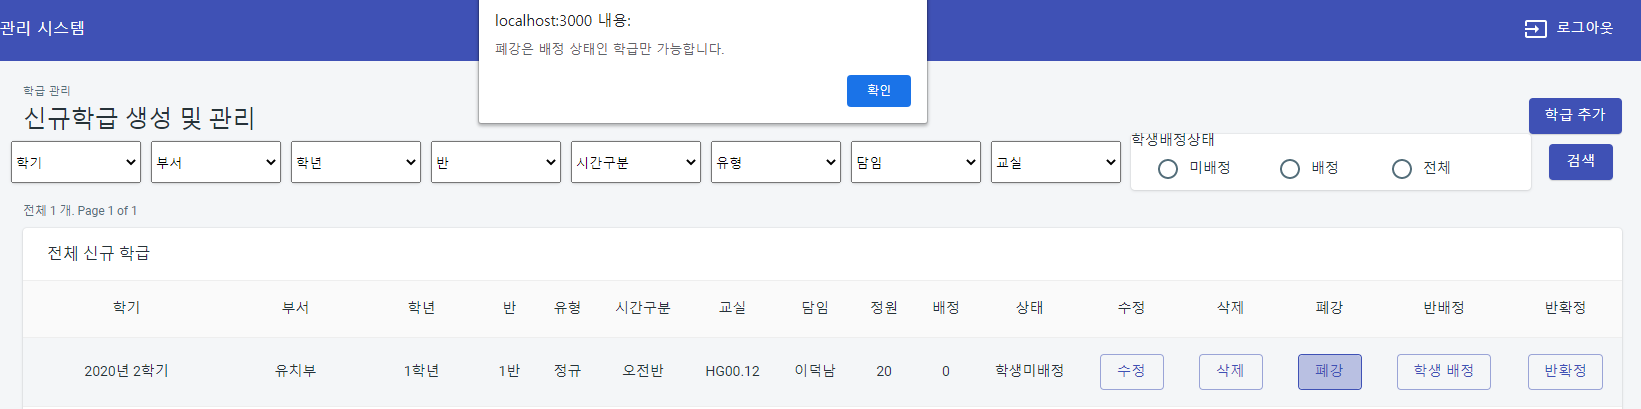 관리 시스템
localhost:3000 내용:
폐강은 배정 상태인 학급만 가능합니다.
확인
로그아웃
학급 관리
신규학급 생성 및 관리
학급 추가
학기 부서 학년 반 시간구분 유형 담임 교실
학생배정상태
미배정 배정 전체
검색
전체 1 개. Page 1 of 1
전체 신규 학급
학기 부서 학년 반 유형 시간구분 교실 담임 정원 배정 상태 수정 삭제 폐강 반배정 반확정
2020년 2학기 유치부 1학년 1반 정규 오전반 HG00.12 이덕남 20 0 학생미배정 수정 삭제 폐강 학생 배정 반확정